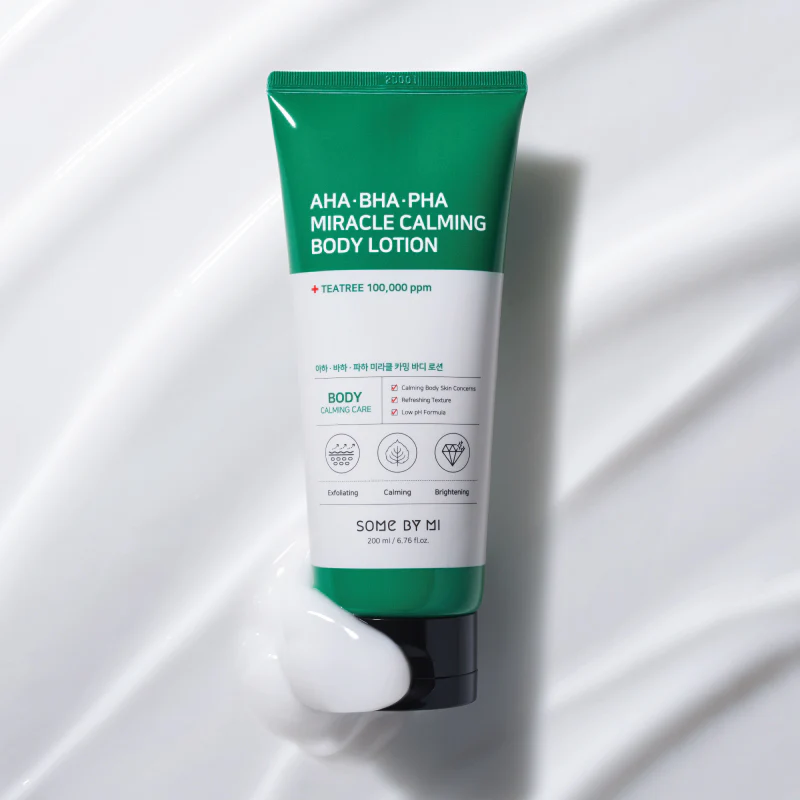 AHA·BHA·PHA
MIRACLE CALMING
BODY LOTION
+ TEATREE 100,000 ppm
아하·바하·파하 미라클 카밍 바디 로션
BODY
CALMING CARE
☑ Calming Body Skin Concerns
☑ Refreshing Texture
☑ Low pH Formula
Exfoliating Calming Brightening
SOME BY MI
200 ml / 6.76 fl.oz.